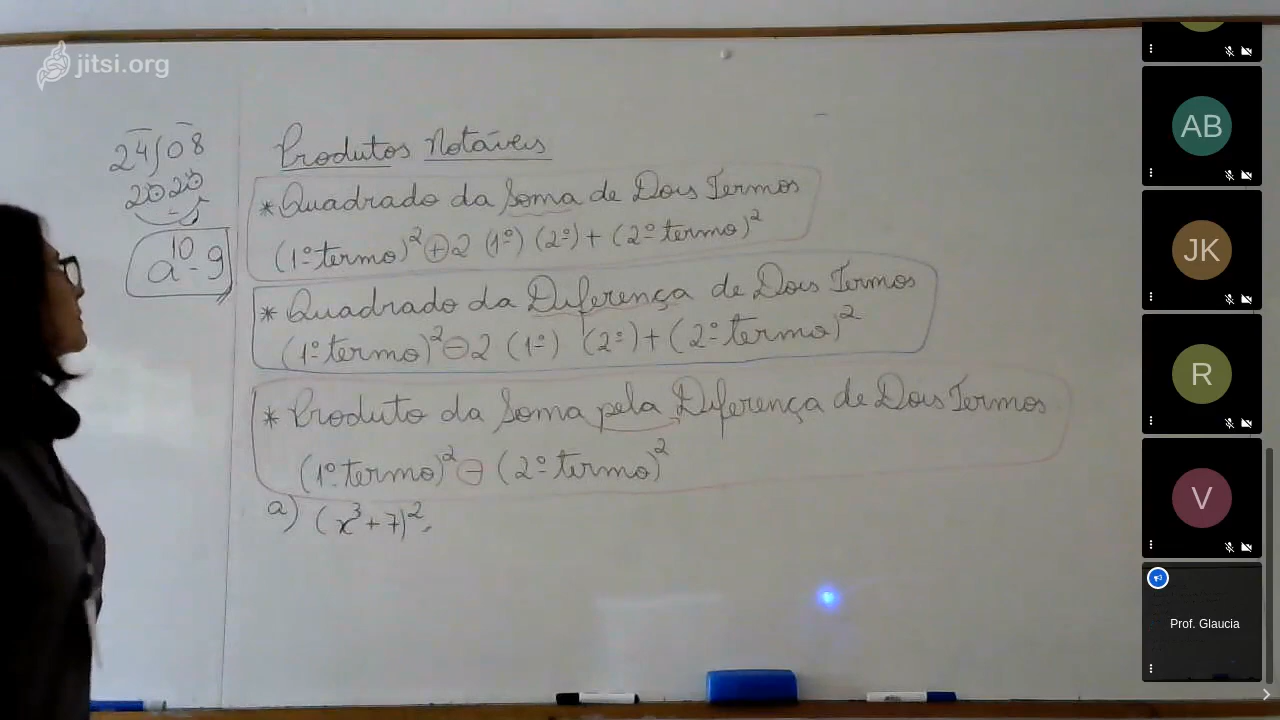 jitsi.org
24/08
2020
a¹⁰-9
Produtos Notáveis
* Quadrado da Soma de Dois Termos
(1º termo)² + 2 (1º) (2º) + (2º termo)²
* Quadrado da Diferença de Dois Termos
(1º termo)² - 2 (1º) (2º) + (2º termo)²
* Produto da Soma pela Diferença de Dois Termos
(1º termo)² - (2º termo)²
a) (x³ + 7)² =
AB
JK
R
V
Prof. Glaucia